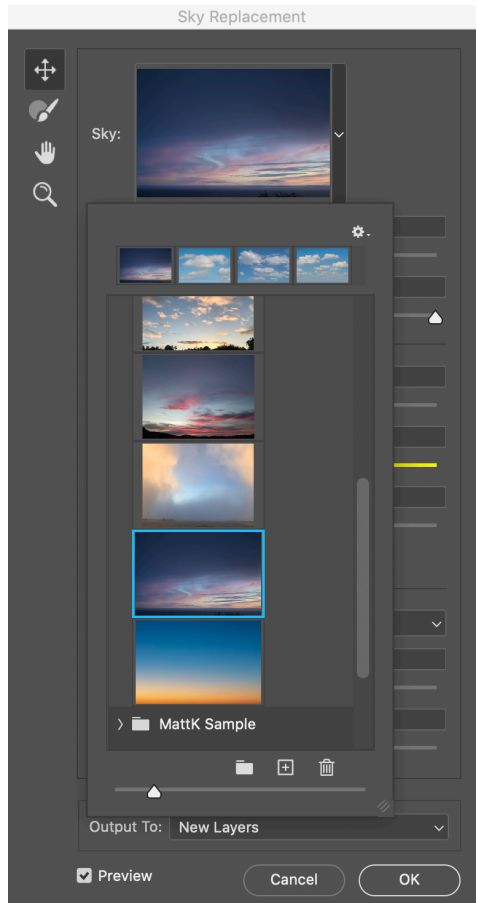 Sky Replacement
Sky:
MattK Sample
Output To: New Layers
Preview
Cancel
OK